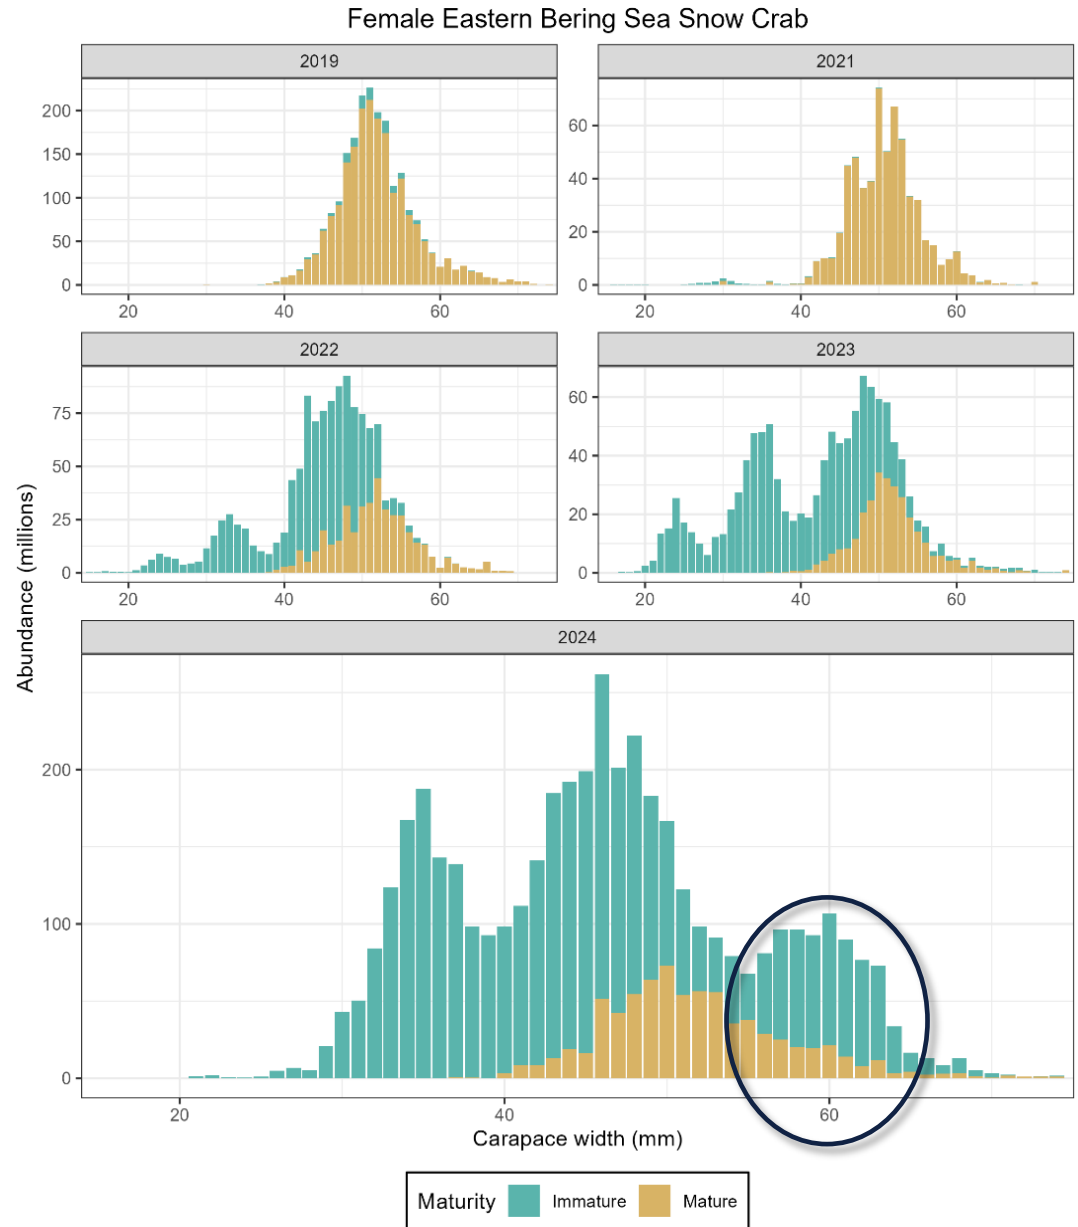 Female Eastern Bering Sea Snow Crab
2019
200
150
100
50
0
20 40 60
2021
60
40
20
0
20 40 60
2022
75
50
25
0
20 40 60
2023
60
40
20
0
20 40 60
Abundance (millions)
2024
200
100
0
20 40 60
Carapace width (mm)
Maturity Immature Mature